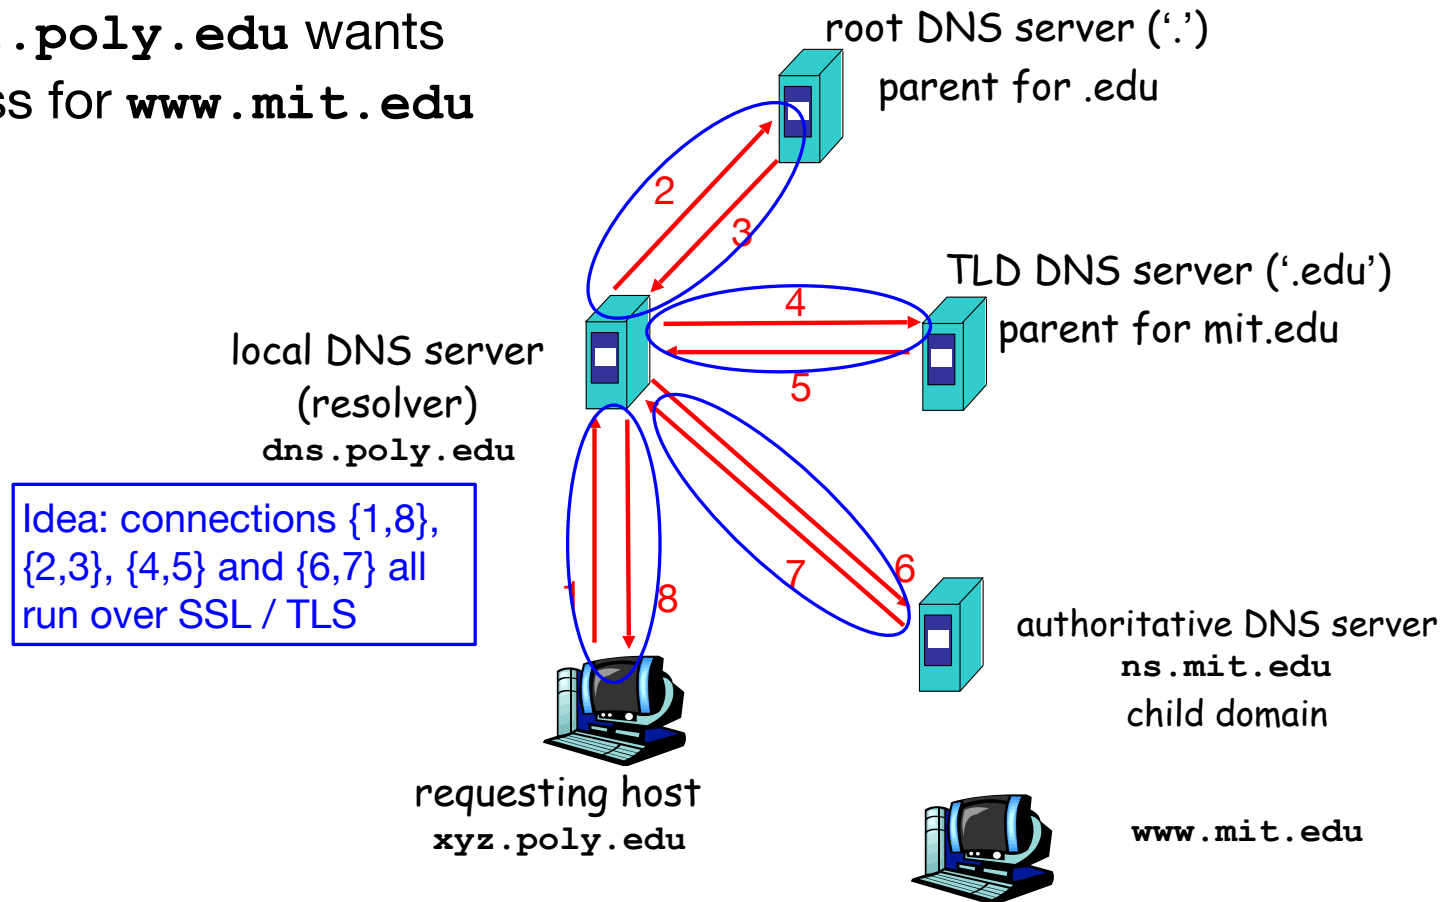 .poly.edu wants
ss for www.mit.edu
root DNS server (‘.’)
parent for .edu
2
3
TLD DNS server (‘.edu’)
parent for mit.edu
4
5
local DNS server
(resolver)
dns.poly.edu
Idea: connections {1,8},
{2,3}, {4,5} and {6,7} all
run over SSL / TLS
1
8
7
6
authoritative DNS server
ns.mit.edu
child domain
requesting host
xyz.poly.edu
www.mit.edu